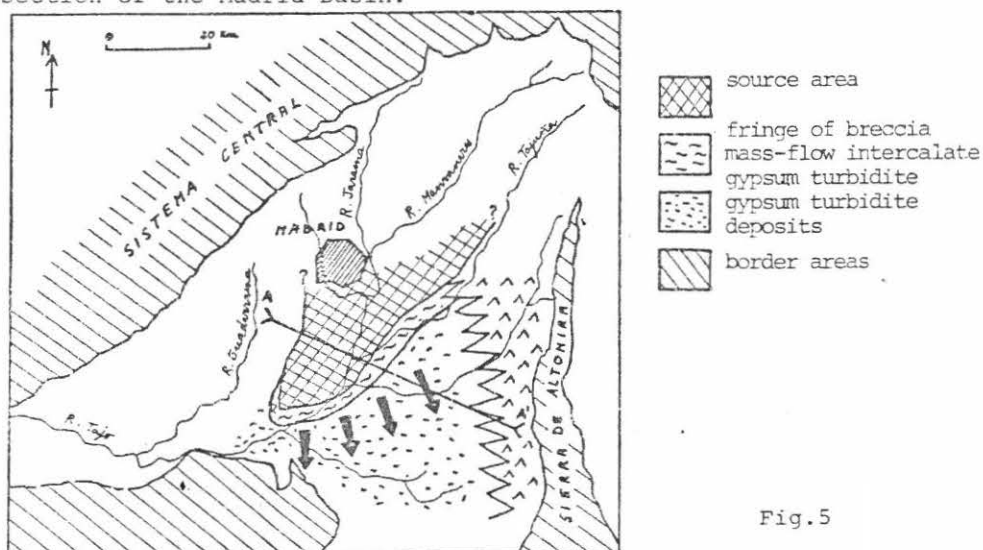 section of the Madrid Basin.
N
0 20 Km
SISTEMA CENTRAL
R. Jarama
R. Tajuña
MADRID
?
?
A
R. Guadarrama
R. Tajo
A'
SIERRA DE ALTOMIRA
source area
fringe of breccia
mass-flow intercalate
gypsum turbidite
gypsum turbidite
deposits
border areas
Fig.5